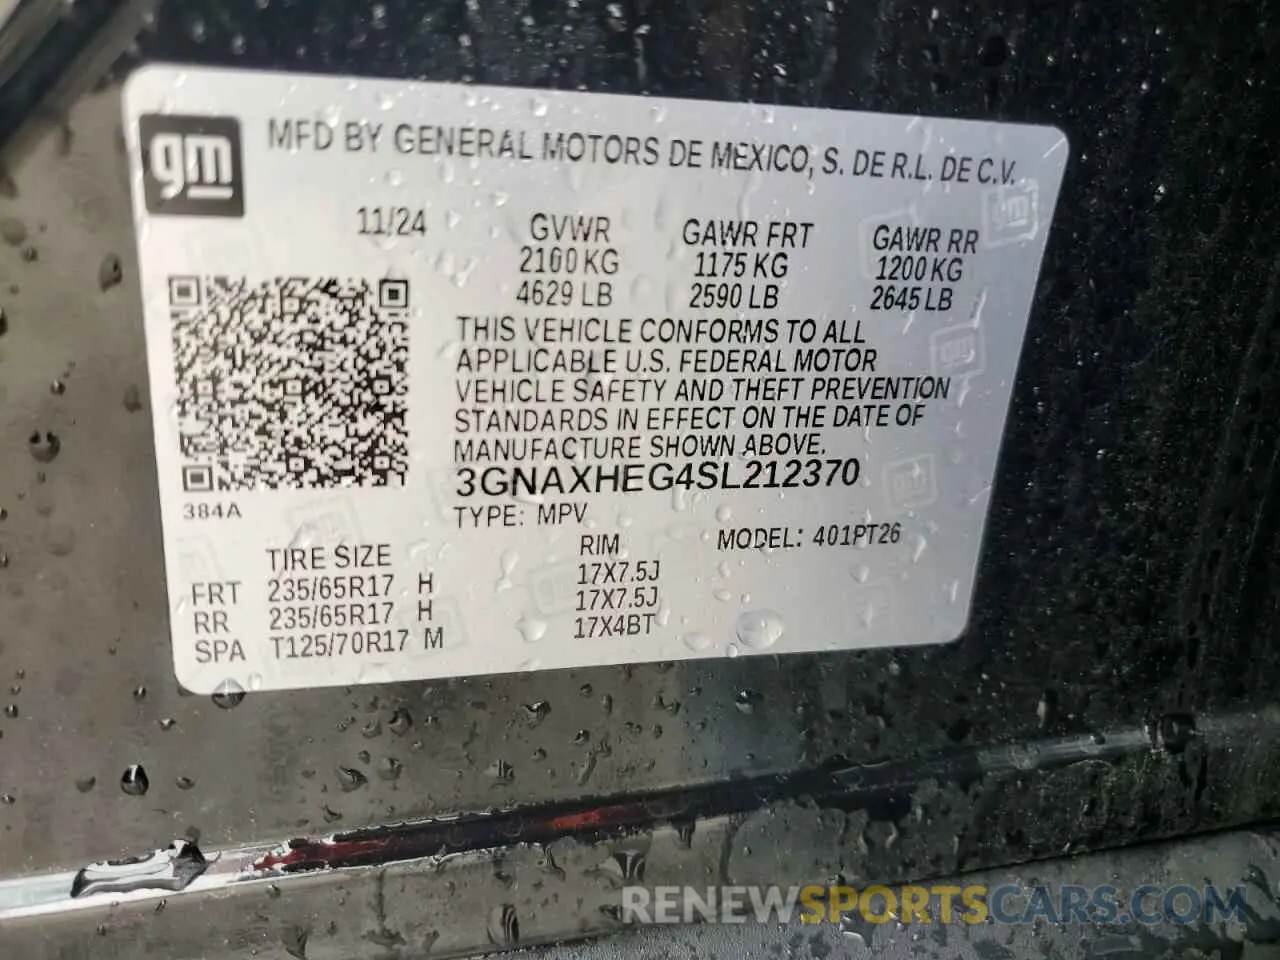 gm
MFD BY GENERAL MOTORS DE MEXICO, S. DE R.L. DE C.V.
11/24 GVWR GAWR FRT GAWR RR
2100 KG 1175 KG 1200 KG
4629 LB 2590 LB 2645 LB
THIS VEHICLE CONFORMS TO ALL
APPLICABLE U.S. FEDERAL MOTOR
VEHICLE SAFETY AND THEFT PREVENTION
STANDARDS IN EFFECT ON THE DATE OF
MANUFACTURE SHOWN ABOVE.
3GNAXHEG4SL212370
384A
TYPE: MPV
MODEL: 401PT26
TIRE SIZE RIM
FRT 235/65R17 H 17X7.5J
RR 235/65R17 H 17X7.5J
SPA T125/70R17 M 17X4BT
RENEWSPORTSCARS.COM